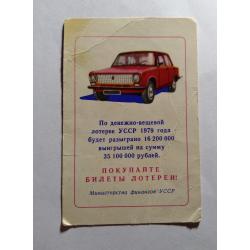 По денежно-вещевой
лотерее УССР 1979 года
будет разыграно 16 200 000
выигрышей на сумму
35 100 000 рублей.
ПОКУПАЙТЕ
БИЛЕТЫ ЛОТЕРЕИ!
Министерство финансов УССР